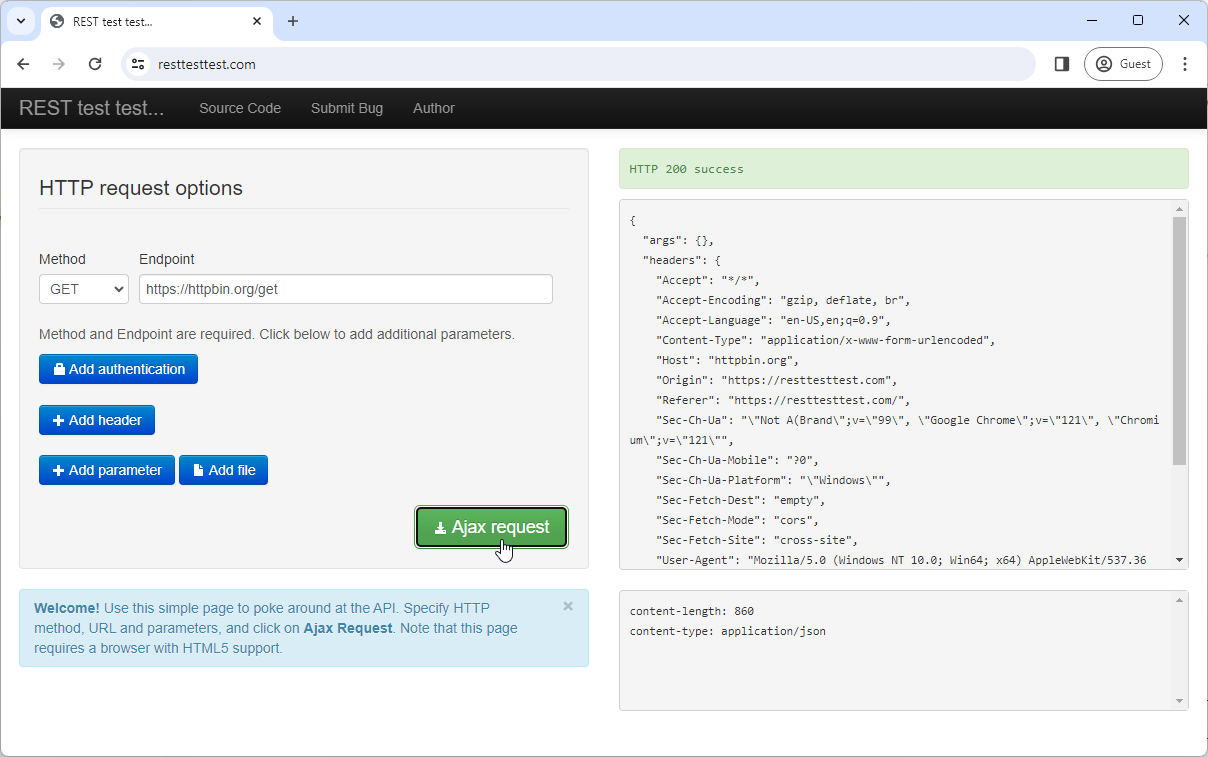 REST test test...
resttesttest.com
Guest
REST test test...
Source Code
Submit Bug
Author
HTTP request options
Method
Endpoint
GET
https://httpbin.org/get
Method and Endpoint are required. Click below to add additional parameters.
Add authentication
Add header
Add parameter
Add file
Ajax request
Welcome! Use this simple page to poke around at the API. Specify HTTP
method, URL and parameters, and click on Ajax Request. Note that this page
requires a browser with HTML5 support.
HTTP 200 success
{
"args": {},
"headers": {
"Accept": "*/*",
"Accept-Encoding": "gzip, deflate, br",
"Accept-Language": "en-US,en;q=0.9",
"Content-Type": "application/x-www-form-urlencoded",
"Host": "httpbin.org",
"Origin": "https://resttesttest.com",
"Referer": "https://resttesttest.com/",
"Sec-Ch-Ua": "\"Not A(Brand\";v=\"99\", \"Google Chrome\";v=\"121\", \"Chromi
um\";v=\"121\"",
"Sec-Ch-Ua-Mobile": "?0",
"Sec-Ch-Ua-Platform": "\"Windows\"",
"Sec-Fetch-Dest": "empty",
"Sec-Fetch-Mode": "cors",
"Sec-Fetch-Site": "cross-site",
"User-Agent": "Mozilla/5.0 (Windows NT 10.0; Win64; x64) AppleWebKit/537.36
content-length: 860
content-type: application/json